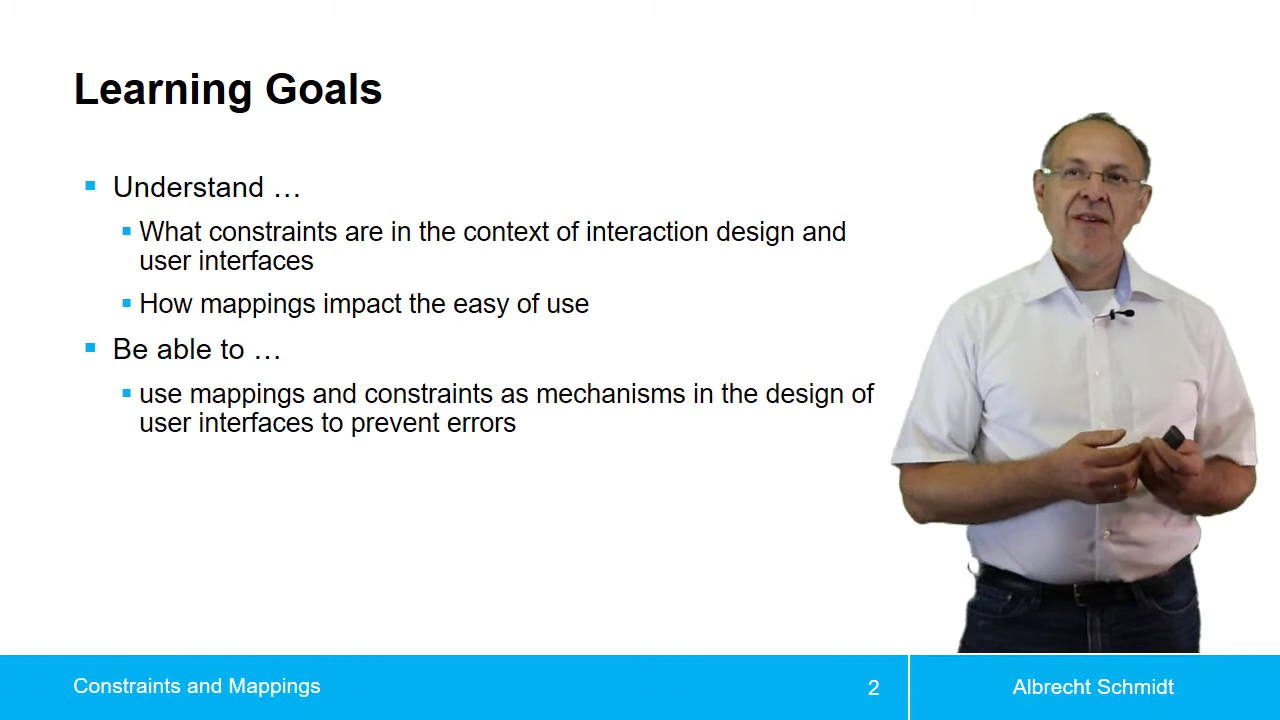 Learning Goals
Understand …
What constraints are in the context of interaction design and
user interfaces
How mappings impact the easy of use
Be able to …
use mappings and constraints as mechanisms in the design of
user interfaces to prevent errors
Constraints and Mappings
2
Albrecht Schmidt